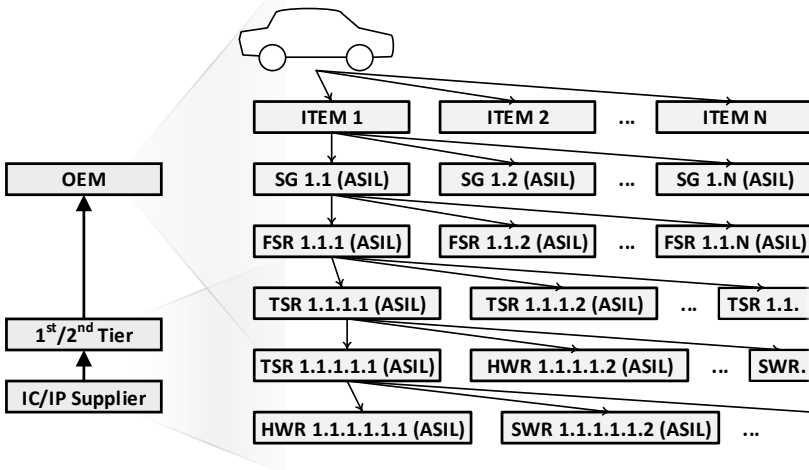 ITEM 1 ITEM 2 ... ITEM N
OEM SG 1.1 (ASIL) SG 1.2 (ASIL) ... SG 1.N (ASIL)
FSR 1.1.1 (ASIL) FSR 1.1.2 (ASIL) ... FSR 1.1.N (ASIL)
TSR 1.1.1.1 (ASIL) TSR 1.1.1.2 (ASIL) ... TSR 1.1.
1st/2nd Tier
TSR 1.1.1.1.1 (ASIL) HWR 1.1.1.1.2 (ASIL) ... SWR.
IC/IP Supplier
HWR 1.1.1.1.1.1 (ASIL) SWR 1.1.1.1.1.2 (ASIL) ...